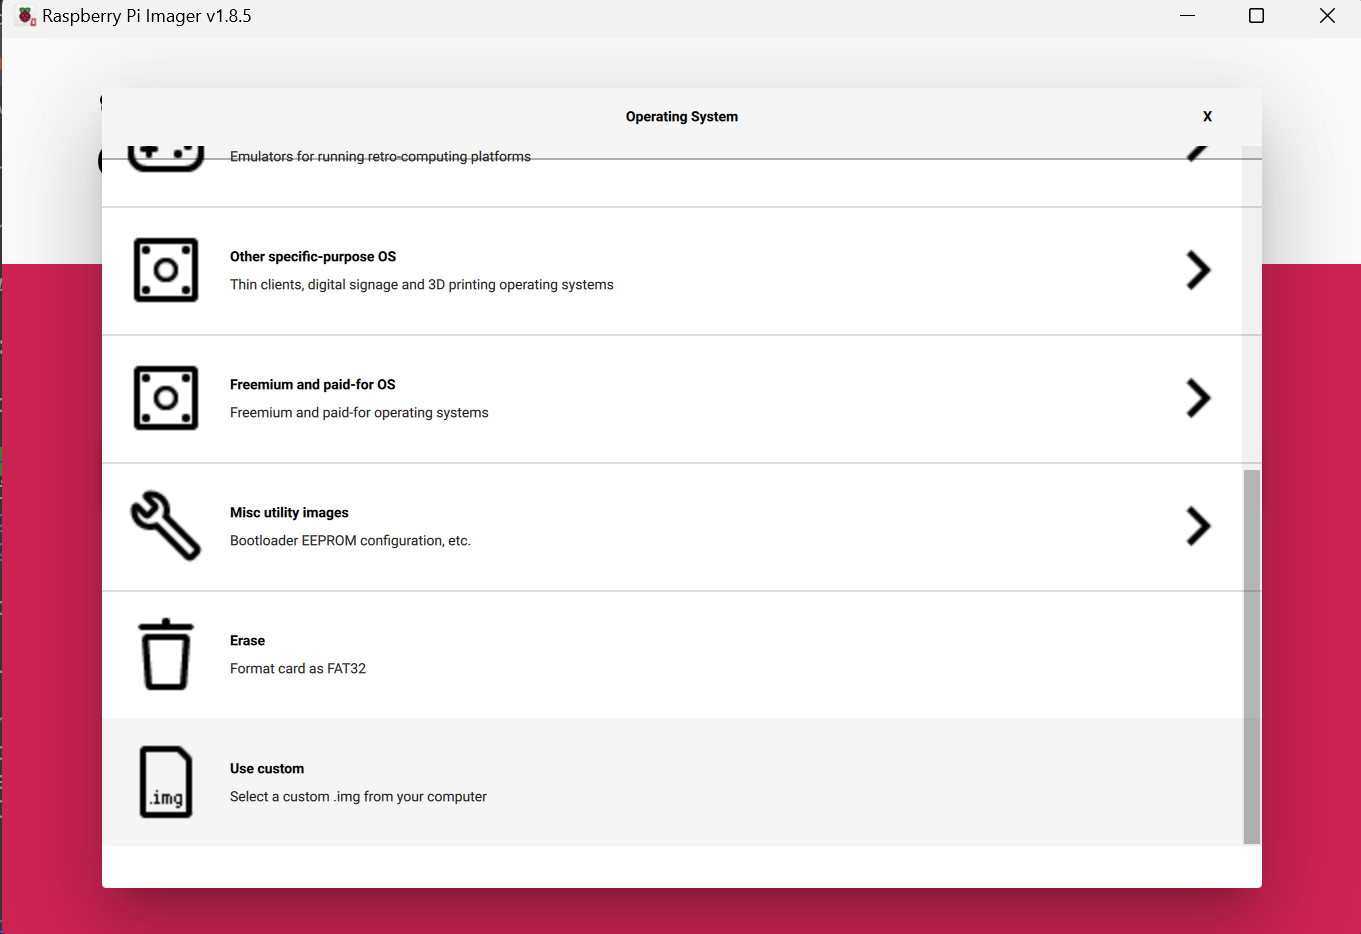 Raspberry Pi Imager v1.8.5
Operating System
X
Emulators for running retro-computing platforms
Other specific-purpose OS
Thin clients, digital signage and 3D printing operating systems
Freemium and paid-for OS
Freemium and paid-for operating systems
Misc utility images
Bootloader EEPROM configuration, etc.
Erase
Format card as FAT32
.img
Use custom
Select a custom .img from your computer